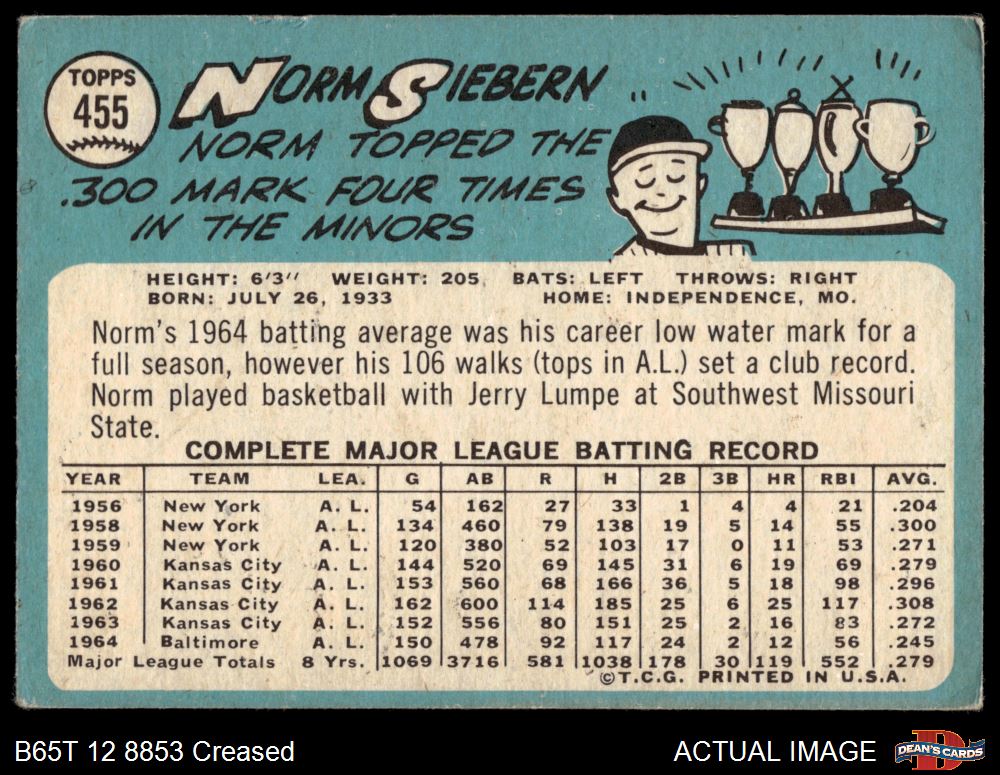 TOPPS
455
NORM SIEBERN
NORM TOPPED THE
.300 MARK FOUR TIMES
IN THE MINORS
HEIGHT: 6'3" WEIGHT: 205 BATS: LEFT THROWS: RIGHT
BORN: JULY 26, 1933 HOME: INDEPENDENCE, MO.
Norm's 1964 batting average was his career low water mark for a
full season, however his 106 walks (tops in A.L.) set a club record.
Norm played basketball with Jerry Lumpe at Southwest Missouri
State.
COMPLETE MAJOR LEAGUE BATTING RECORD
YEAR TEAM LEA. G AB R H 2B 3B HR RBI AVG.
1956 New York A. L. 54 162 27 33 1 4 4 21 .204
1958 New York A. L. 134 460 79 138 19 5 14 55 .300
1959 New York A. L. 120 380 52 103 17 0 11 53 .271
1960 Kansas City A. L. 144 520 69 145 31 6 19 69 .279
1961 Kansas City A. L. 153 560 68 166 36 5 18 98 .296
1962 Kansas City A. L. 162 600 114 185 25 6 25 117 .308
1963 Kansas City A. L. 152 556 80 151 25 2 16 83 .272
1964 Baltimore A. L. 150 478 92 117 24 2 12 56 .245
Major League Totals 8 Yrs. 1069 3716 581 1038 178 30 119 552 .279
©T.C.G. PRINTED IN U.S.A.
B65T 12 8853 Creased
ACTUAL IMAGE
D
DEAN'S CARDS